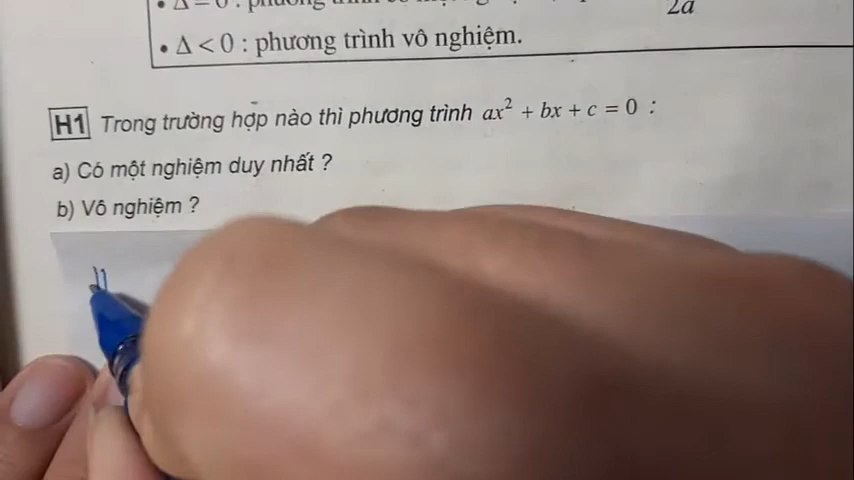 2a
• Δ < 0 : phương trình vô nghiệm.
H1 Trong trường hợp nào thì phương trình ax² + bx + c = 0 :
a) Có một nghiệm duy nhất ?
b) Vô nghiệm ?